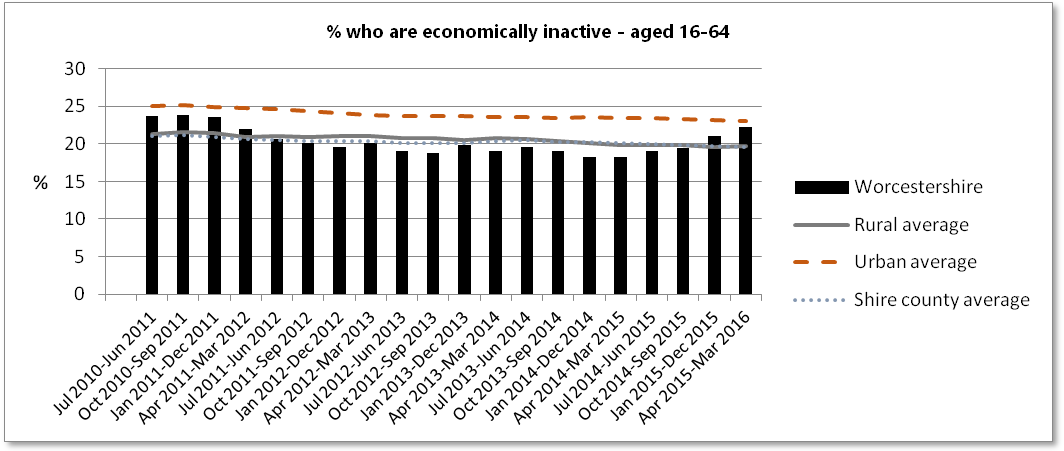 % who are economically inactive - aged 16-64
30
25
20
15
10
5
0
%
Jul 2010-Jun 2011
Oct 2010-Sep 2011
Jan 2011-Dec 2011
Apr 2011-Mar 2012
Jul 2011-Jun 2012
Oct 2011-Sep 2012
Jan 2012-Dec 2012
Apr 2012-Mar 2013
Jul 2012-Jun 2013
Oct 2012-Sep 2013
Jan 2013-Dec 2013
Apr 2013-Mar 2014
Jul 2013-Jun 2014
Oct 2013-Sep 2014
Jan 2014-Dec 2014
Apr 2014-Mar 2015
Jul 2014-Jun 2015
Oct 2014-Sep 2015
Jan 2015-Dec 2015
Apr 2015-Mar 2016
Worcestershire
Rural average
Urban average
Shire county average